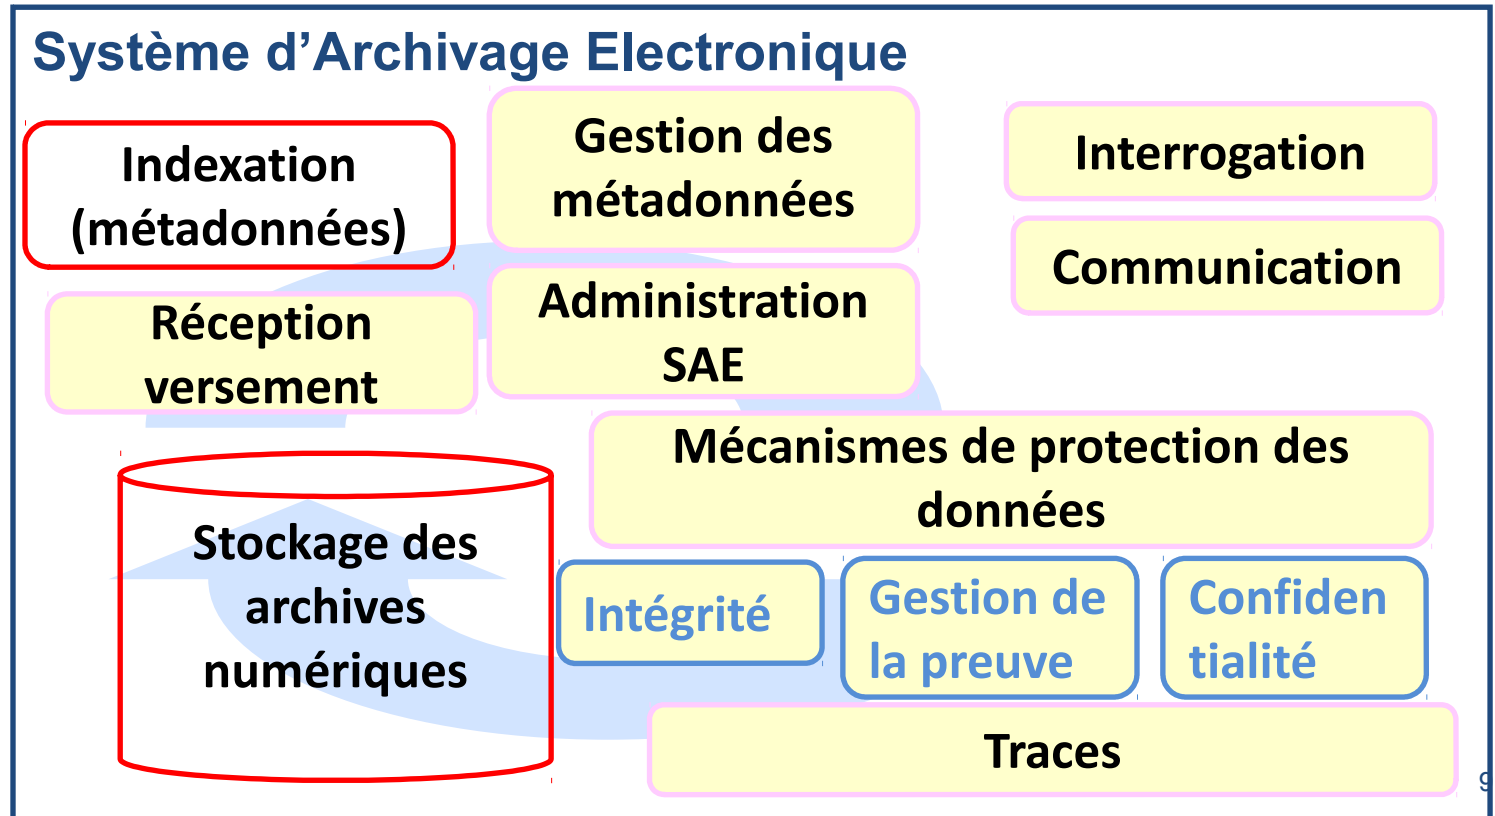 Système d’Archivage Electronique
Indexation
(métadonnées)
Gestion des
métadonnées
Interrogation
Communication
Réception
versement
Administration
SAE
Mécanismes de protection des
données
Stockage des
archives
numériques
Intégrité
Gestion de
la preuve
Confiden
tialité
Traces
9